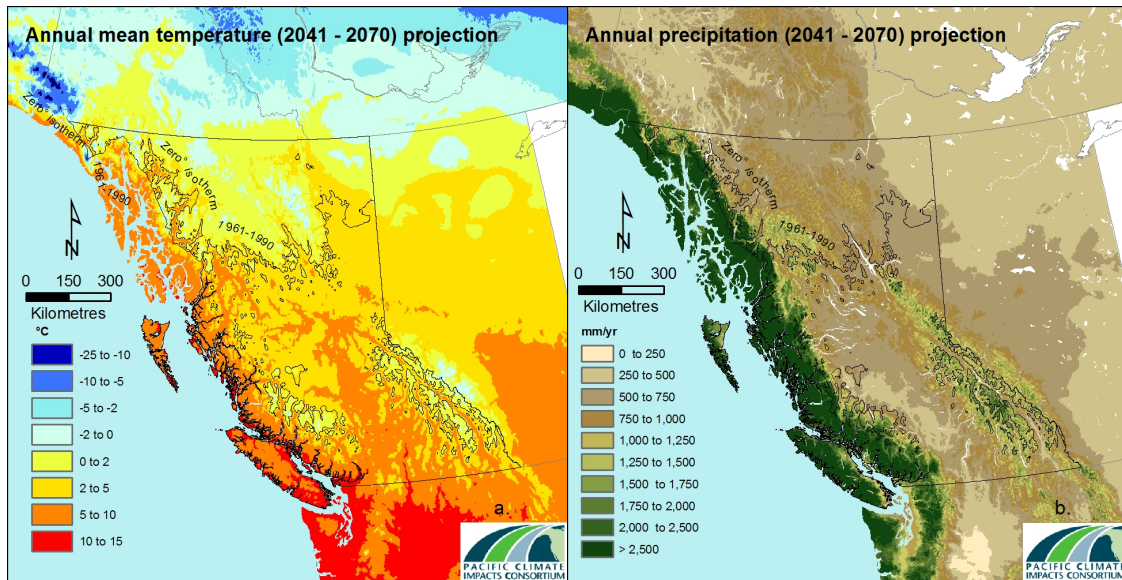 Annual mean temperature (2041 - 2070) projection
Zero° isotherm
1961-1990
Zero° isotherm
1961-1990
N
0 150 300
Kilometres
°C
-25 to -10
-10 to -5
-5 to -2
-2 to 0
0 to 2
2 to 5
5 to 10
10 to 15
a.
PACIFIC CLIMATE
IMPACTS CONSORTIUM
Annual precipitation (2041 - 2070) projection
Zero° isotherm
1961-1990
N
0 150 300
Kilometres
mm/yr
0 to 250
250 to 500
500 to 750
750 to 1,000
1,000 to 1,250
1,250 to 1,500
1,500 to 1,750
1,750 to 2,000
2,000 to 2,500
> 2,500
b.
PACIFIC CLIMATE
IMPACTS CONSORTIUM